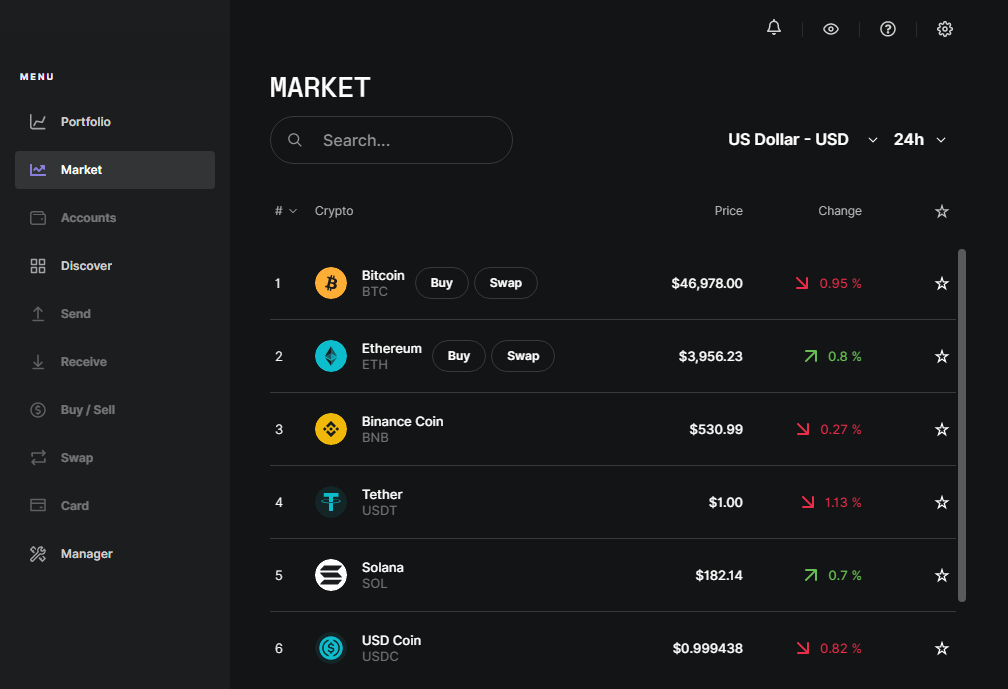 MENU
Portfolio
Market
Accounts
Discover
Send
Receive
Buy / Sell
Swap
Card
Manager
MARKET
Search...
US Dollar - USD 24h
# Crypto Price Change
1 Bitcoin BTC Buy Swap $46,978.00 0.95 %
2 Ethereum ETH Buy Swap $3,956.23 0.8 %
3 Binance Coin BNB $530.99 0.27 %
4 Tether USDT $1.00 1.13 %
5 Solana SOL $182.14 0.7 %
6 USD Coin USDC $0.999438 0.82 %